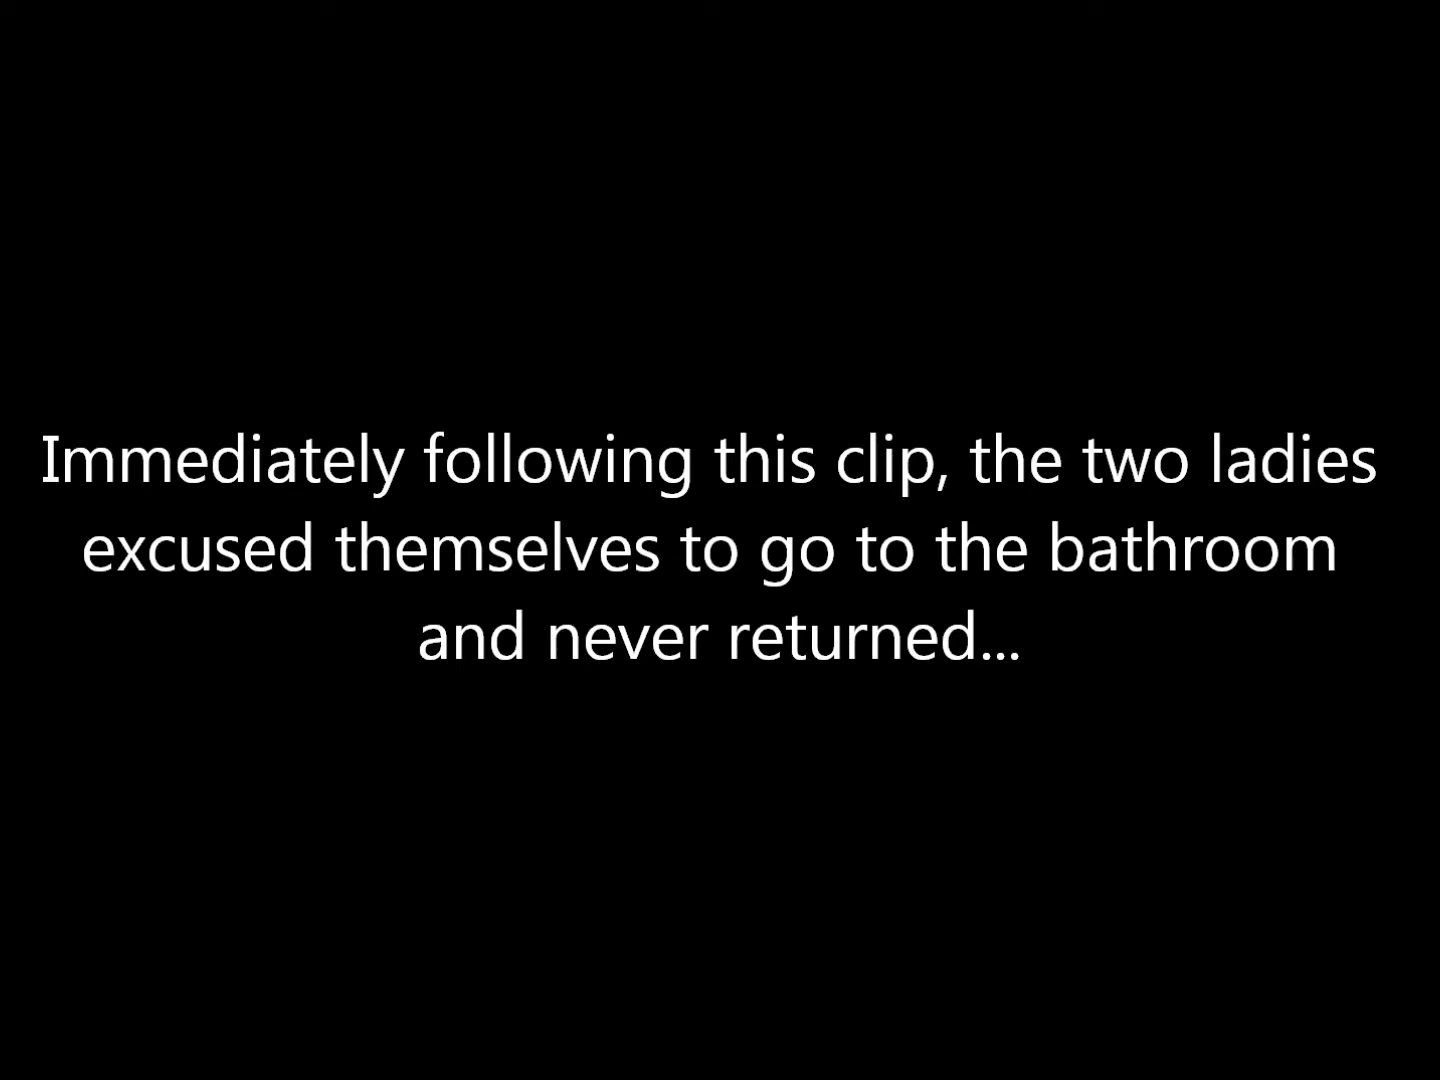 Immediately following this clip, the two ladies
excused themselves to go to the bathroom
and never returned...